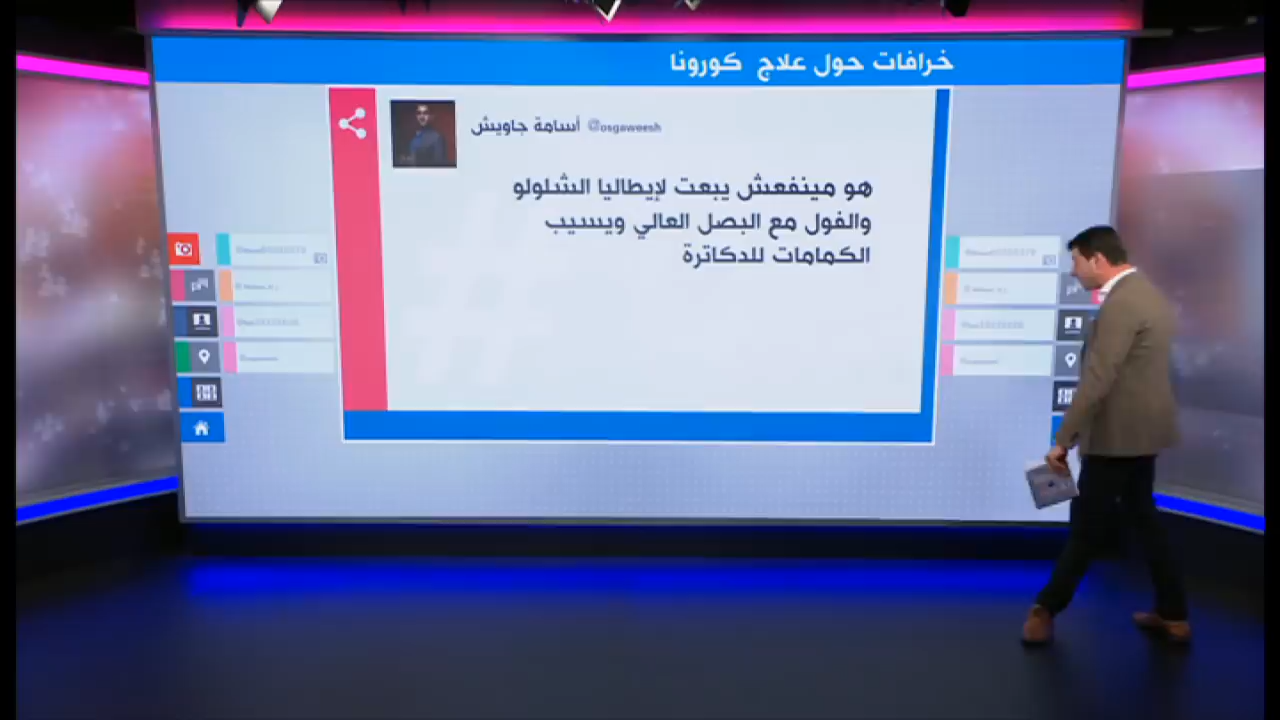 خرافات حول علاج كورونا
أسامة جاويش @osgaweesh
هو مينفعش يبعت لإيطاليا الشلولو
والفول مع البصل العالي ويسيب
الكمامات للدكاترة